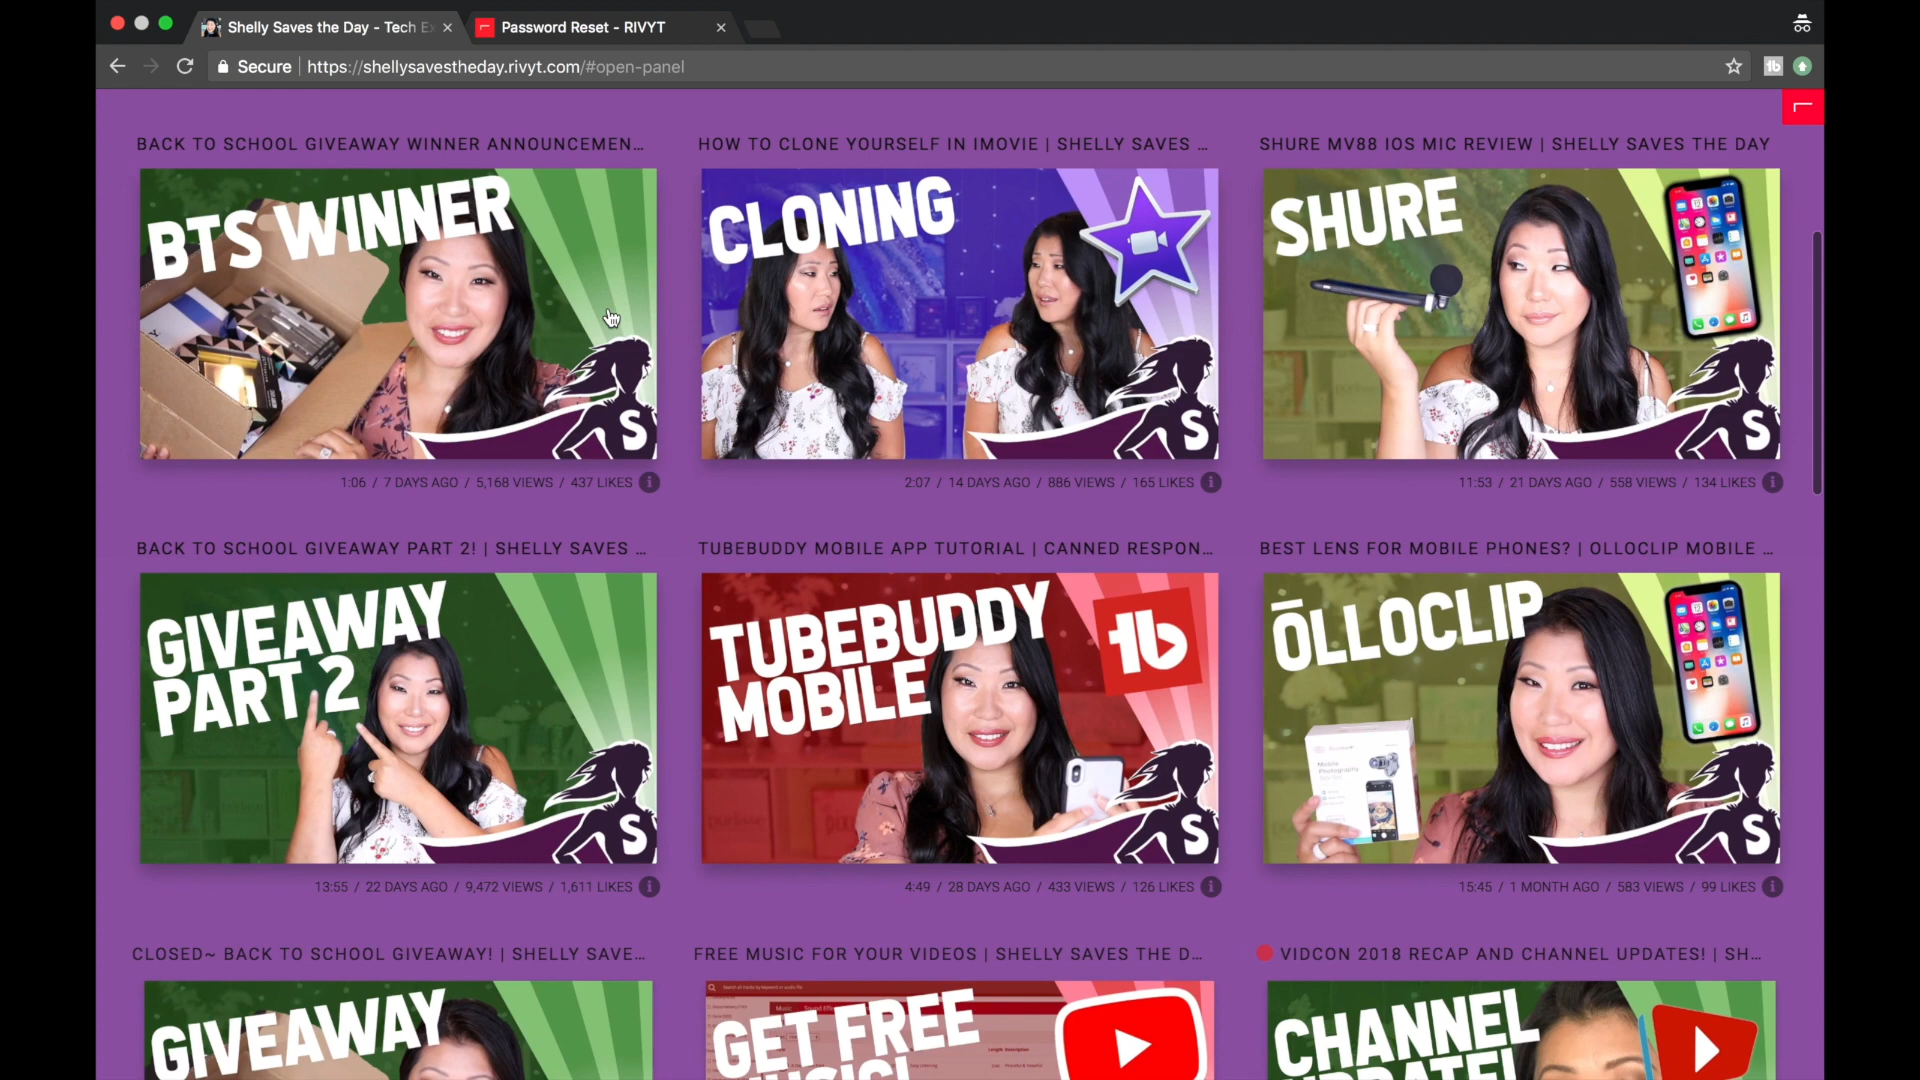 Shelly Saves the Day - Tech Ex
Password Reset - RIVYT
Secure
https://shellysavestheday.rivyt.com/#open-panel
BACK TO SCHOOL GIVEAWAY WINNER ANNOUNCEMEN…
HOW TO CLONE YOURSELF IN IMOVIE | SHELLY SAVES …
SHURE MV88 IOS MIC REVIEW | SHELLY SAVES THE DAY
BTS WINNER
S
CLONING
S
SHURE
S
1:06 / 7 DAYS AGO / 5,168 VIEWS / 437 LIKES
2:07 / 14 DAYS AGO / 886 VIEWS / 165 LIKES
11:53 / 21 DAYS AGO / 558 VIEWS / 134 LIKES
BACK TO SCHOOL GIVEAWAY PART 2! | SHELLY SAVES …
TUBEBUDDY MOBILE APP TUTORIAL | CANNED RESPON…
BEST LENS FOR MOBILE PHONES? | OLLOCLIP MOBILE …
GIVEAWAY
PART 2
S
TUBEBUDDY
MOBILE
tb
S
ŌLLOCLIP
Mobile
Photography
S
13:55 / 22 DAYS AGO / 9,472 VIEWS / 1,611 LIKES
4:49 / 28 DAYS AGO / 433 VIEWS / 126 LIKES
15:45 / 1 MONTH AGO / 583 VIEWS / 99 LIKES
CLOSED~ BACK TO SCHOOL GIVEAWAY! | SHELLY SAVE…
FREE MUSIC FOR YOUR VIDEOS | SHELLY SAVES THE D…
VIDCON 2018 RECAP AND CHANNEL UPDATES! | SH…
GIVEAWAY
GET FREE
MUSIC!
CHANNEL
UPDATE!